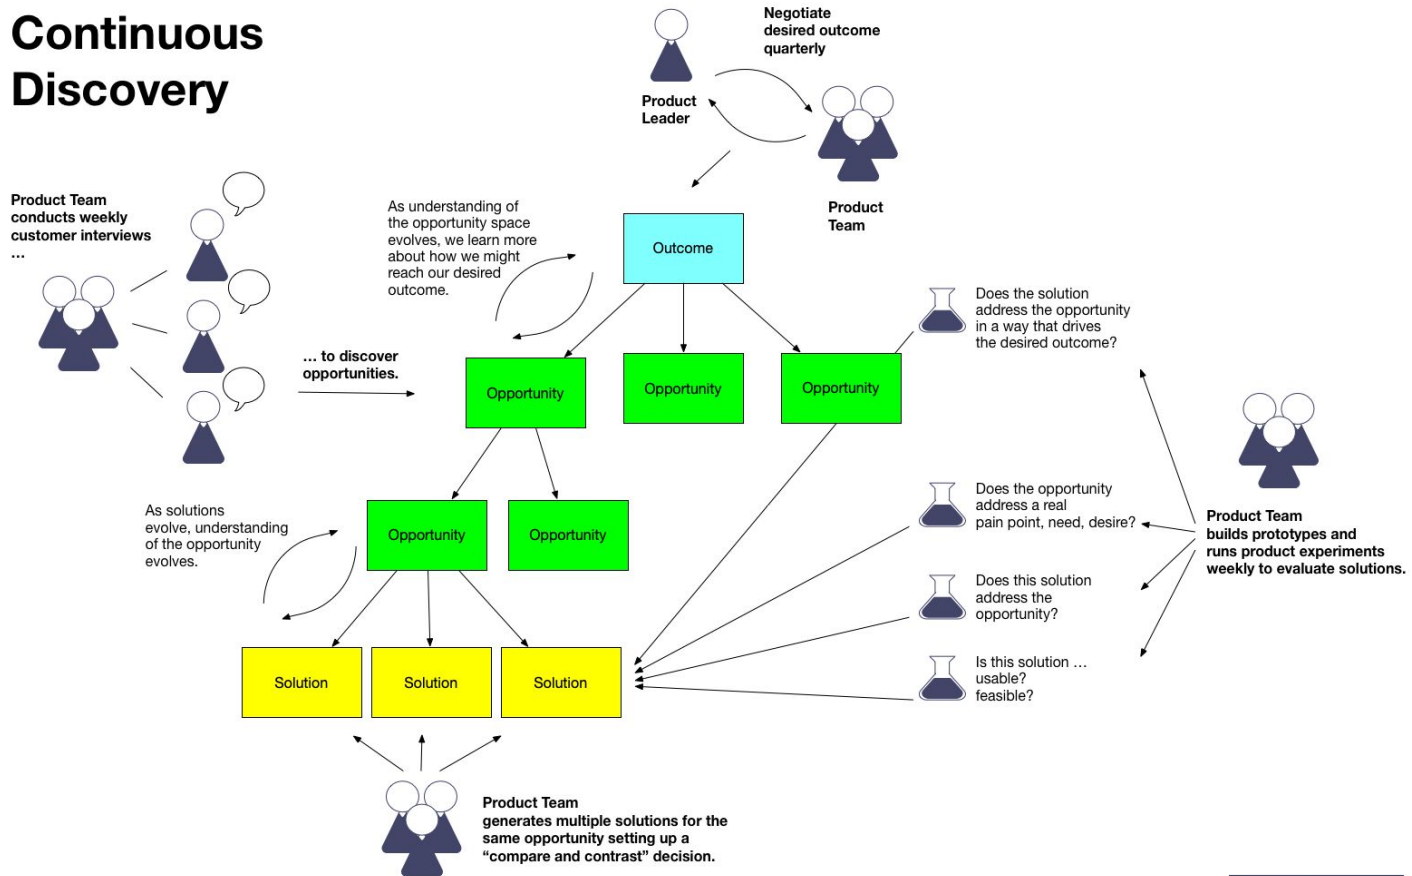 Continuous
Discovery
Negotiate
desired outcome
quarterly
Product
Leader
Product
Team
Product Team
conducts weekly
customer interviews
...
... to discover
opportunities.
As understanding of
the opportunity space
evolves, we learn more
about how we might
reach our desired
outcome.
Outcome
Opportunity
Opportunity
Opportunity
Does the solution
address the opportunity
in a way that drives
the desired outcome?
As solutions
evolve, understanding
of the opportunity
evolves.
Opportunity
Opportunity
Does the opportunity
address a real
pain point, need, desire?
Does this solution
address the
opportunity?
Is this solution ...
usable?
feasible?
Product Team
builds prototypes and
runs product experiments
weekly to evaluate solutions.
Solution
Solution
Solution
Product Team
generates multiple solutions for the
same opportunity setting up a
“compare and contrast” decision.